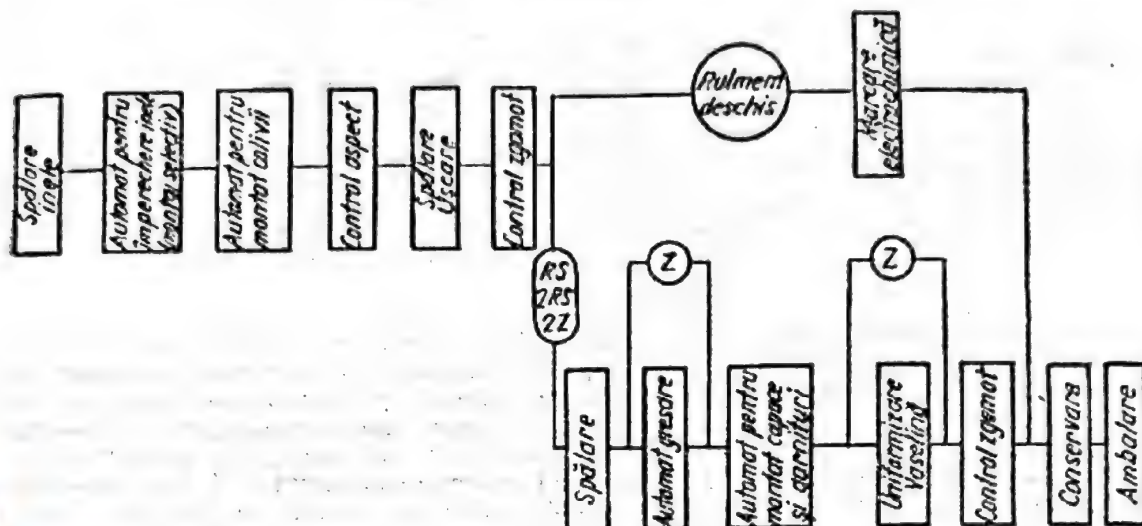 Spălare
inele
Automat pentru
împerechere inel
(montaj selectiv)
Automat pentru
montat colivii
Control aspect
Spălare
Uscare
Control zgomot
Rulment
deschis
Marcare
electrochimică
RS
2RS
2Z
Z
Z
Spălare
Automat gresare
Automat pentru
montat capace
și garnituri
Uniformizare
vaselină
Control zgomot
Conservare
Ambalare